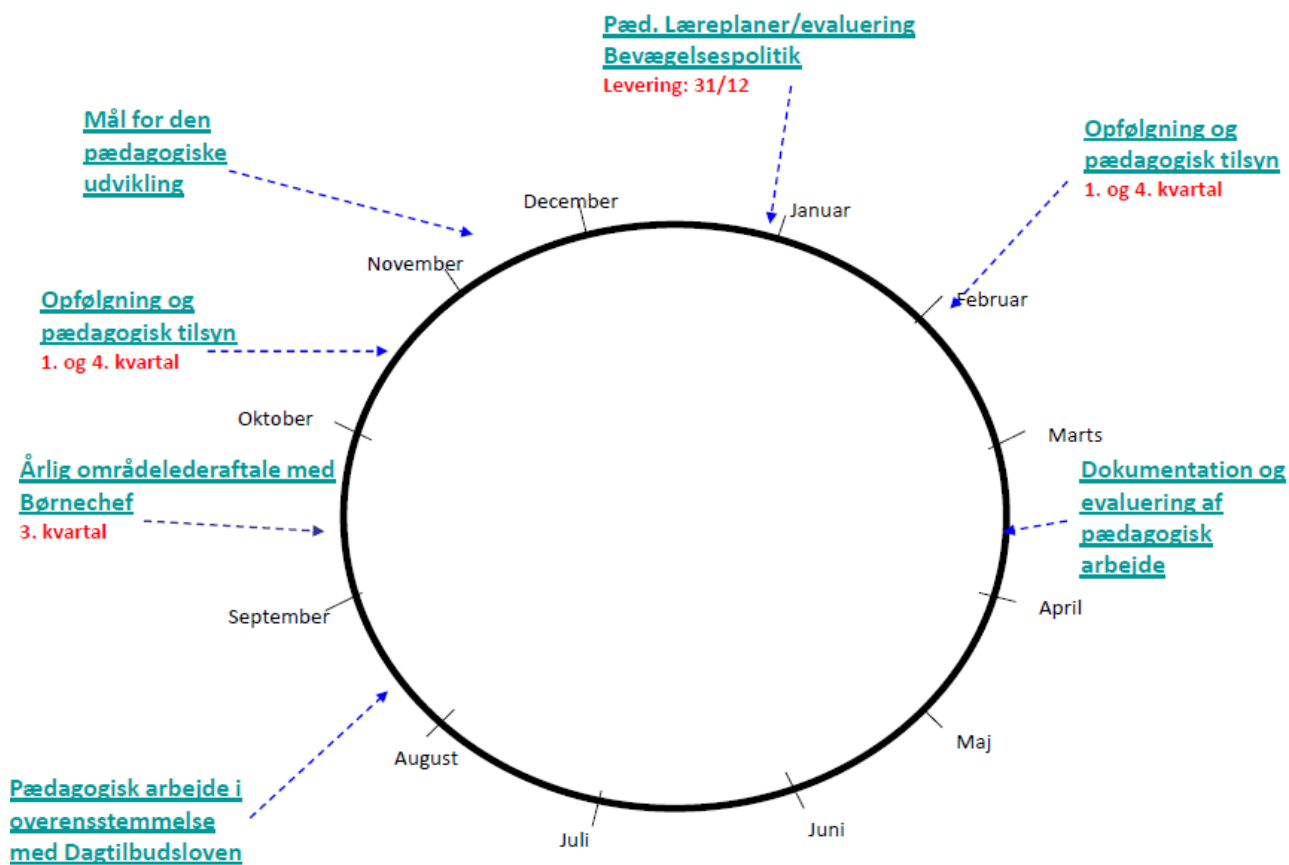 Pæd. Læreplaner/evaluering
Bevægelsespolitik
Levering: 31/12
Mål for den
pædagogiske
udvikling
Opfølgning og
pædagogisk tilsyn
1. og 4. kvartal
December
Januar
November
Februar
Opfølgning og
pædagogisk tilsyn
1. og 4. kvartal
Oktober
Marts
Årlig områdelederaftale med
Børnechef
3. kvartal
Dokumentation og
evaluering af
pædagogisk
arbejde
September
April
Maj
August
Pædagogisk arbejde i
overensstemmelse
med Dagtilbudsloven
Juli
Juni